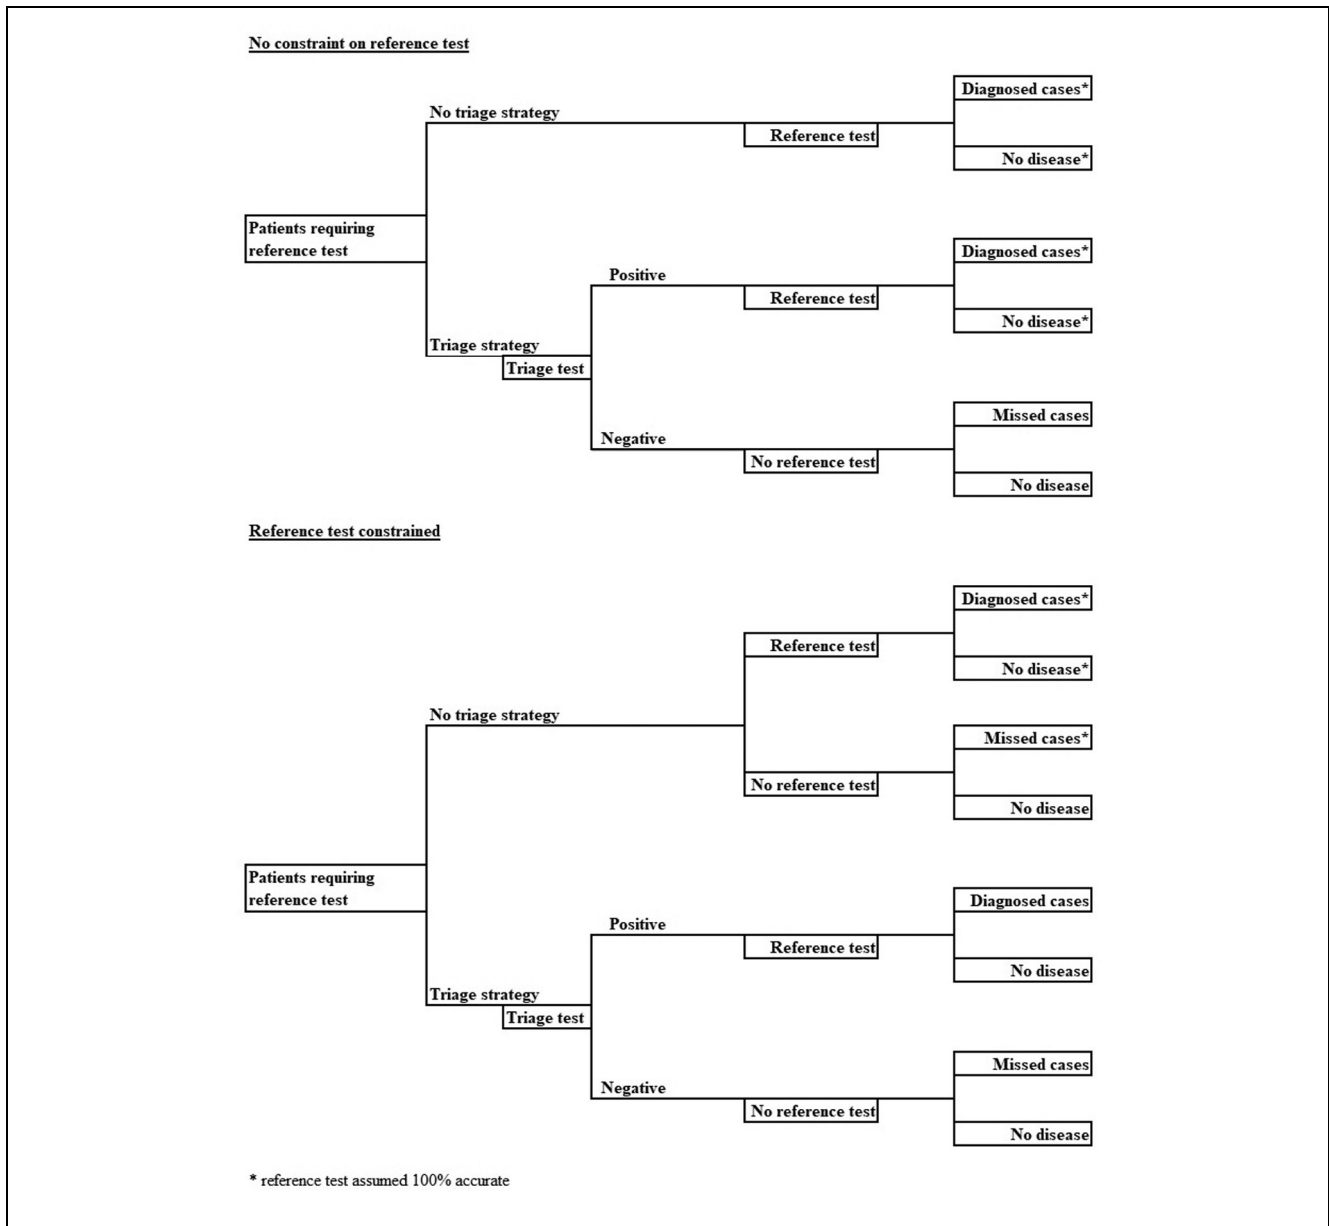 No constraint on reference test
Diagnosed cases*
No triage strategy
Reference test
No disease*
Patients requiring
reference test
Diagnosed cases*
Positive
Reference test
No disease*
Triage strategy
Triage test
Missed cases
Negative
No reference test
No disease
Reference test constrained
Diagnosed cases*
Reference test
No disease*
No triage strategy
Missed cases*
No reference test
No disease
Patients requiring
reference test
Diagnosed cases
Positive
Reference test
No disease
Triage strategy
Triage test
Missed cases
Negative
No reference test
No disease
* reference test assumed 100% accurate